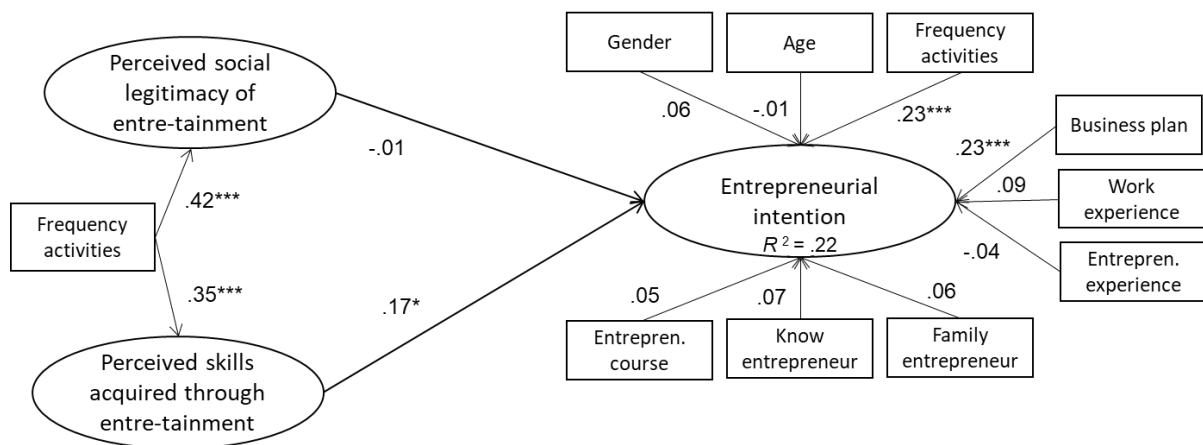 Perceived social
legitimacy of
entre-tainment
Frequency
activities
.42***
.35***
Perceived skills
acquired through
entre-tainment
-.01
.17*
Gender
Age
Frequency
activities
.06
-.01
.23***
Business plan
.23***
Work
experience
.09
Entrepren.
experience
-.04
Entrepreneurial
intention
R² = .22
.05
.07
.06
Entrepren.
course
Know
entrepreneur
Family
entrepreneur